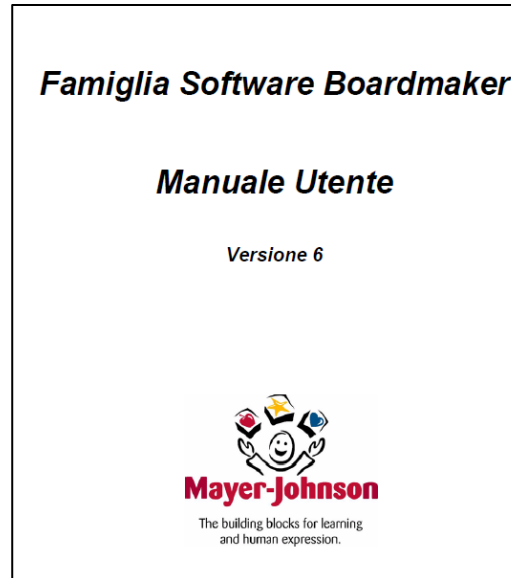 Famiglia Software Boardmaker
Manuale Utente
Versione 6
Mayer-Johnson
The building blocks for learning
and human expression.